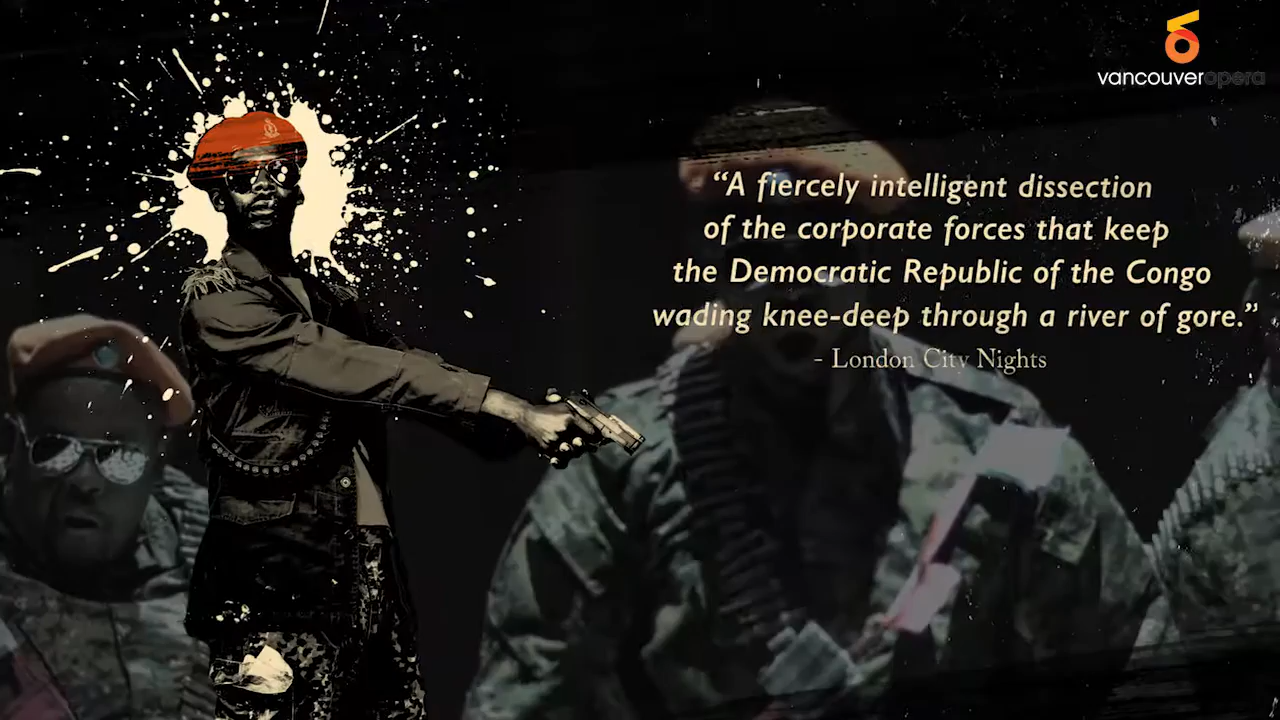 vancouveropera
“A fiercely intelligent dissection
of the corporate forces that keep
the Democratic Republic of the Congo
wading knee-deep through a river of gore.”
- London City Nights